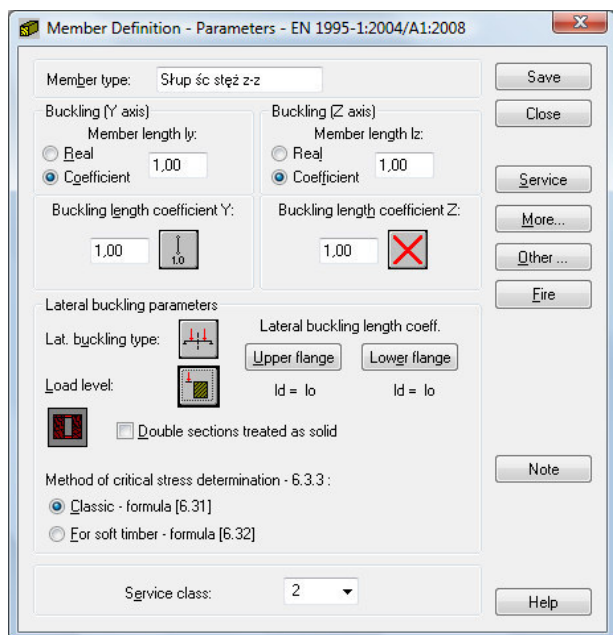 Member Definition - Parameters - EN 1995-1:2004/A1:2008
Member type: Słup śc stęż z-z
Save
Close
Buckling (Y axis)
Member length ly:
Real
Coefficient
1,00
Buckling (Z axis)
Member length lz:
Real
Coefficient
1,00
Service
More...
Other ...
Fire
Buckling length coefficient Y:
1,00
1.0
Buckling length coefficient Z:
1,00
Lateral buckling parameters
Lat. buckling type:
Lateral buckling length coeff.
Upper flange
Lower flange
Load level:
ld = lo
ld = lo
Double sections treated as solid
Method of critical stress determination - 6.3.3 :
Classic - formula [6.31]
For soft timber - formula [6.32]
Note
Service class: 2
Help